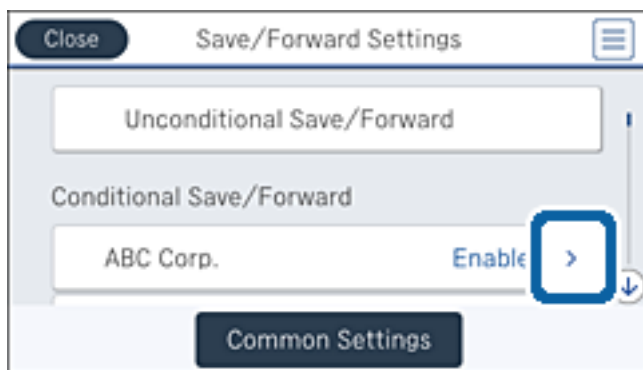 Close Save/Forward Settings
Unconditional Save/Forward
Conditional Save/Forward
ABC Corp. Enable >
Common Settings